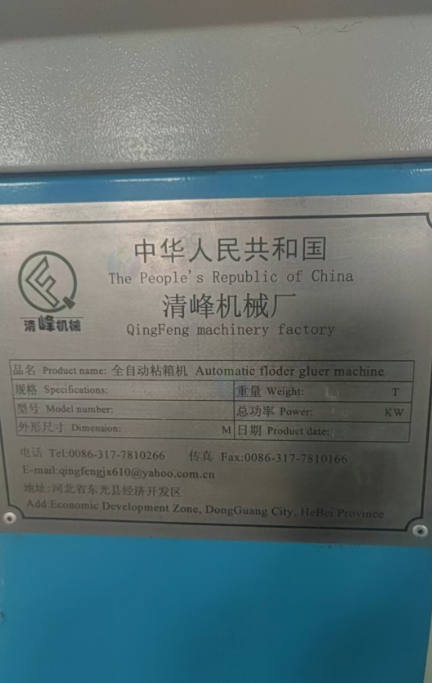 中华人民共和国
The People's Republic of China
清峰机械
清峰机械厂
QingFeng machinery factory
品名 Product name: 全自动粘箱机 Automatic floder gluer machine
规格 Specifications: 重量 Weight: T
型号 Model number: 总功率 Power: KW
外形尺寸 Dimension: M 日期 Product date:
电话 Tel:0086-317-7810266 传真 Fax:0086-317-7810166
E-mail:qingfengjx610@yahoo.com.cn
地址:河北省东光县经济开发区
Add Economic Development Zone, DongGuang City, HeBei Province